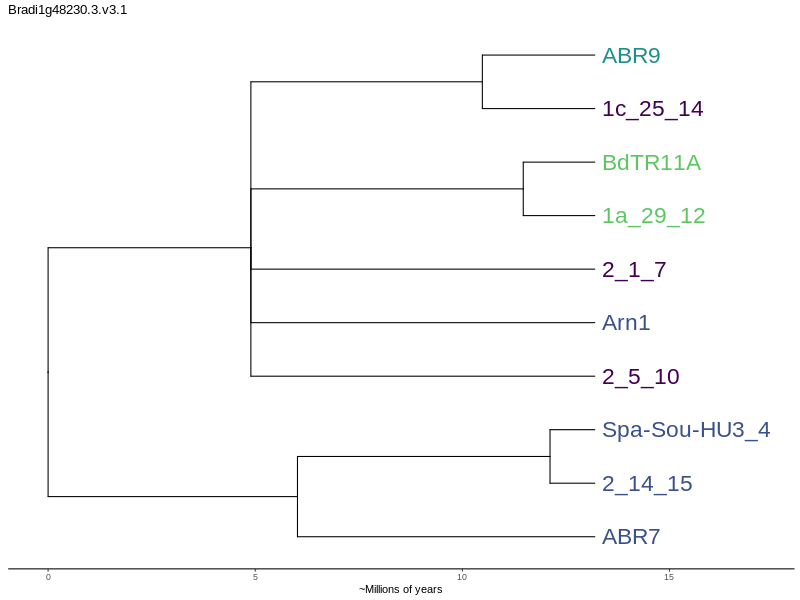 Bradi1g48230.3.v3.1
ABR9
1c_25_14
BdTR11A
1a_29_12
2_1_7
Arn1
2_5_10
Spa-Sou-HU3_4
2_14_15
ABR7
0 5 10 15
~Millions of years